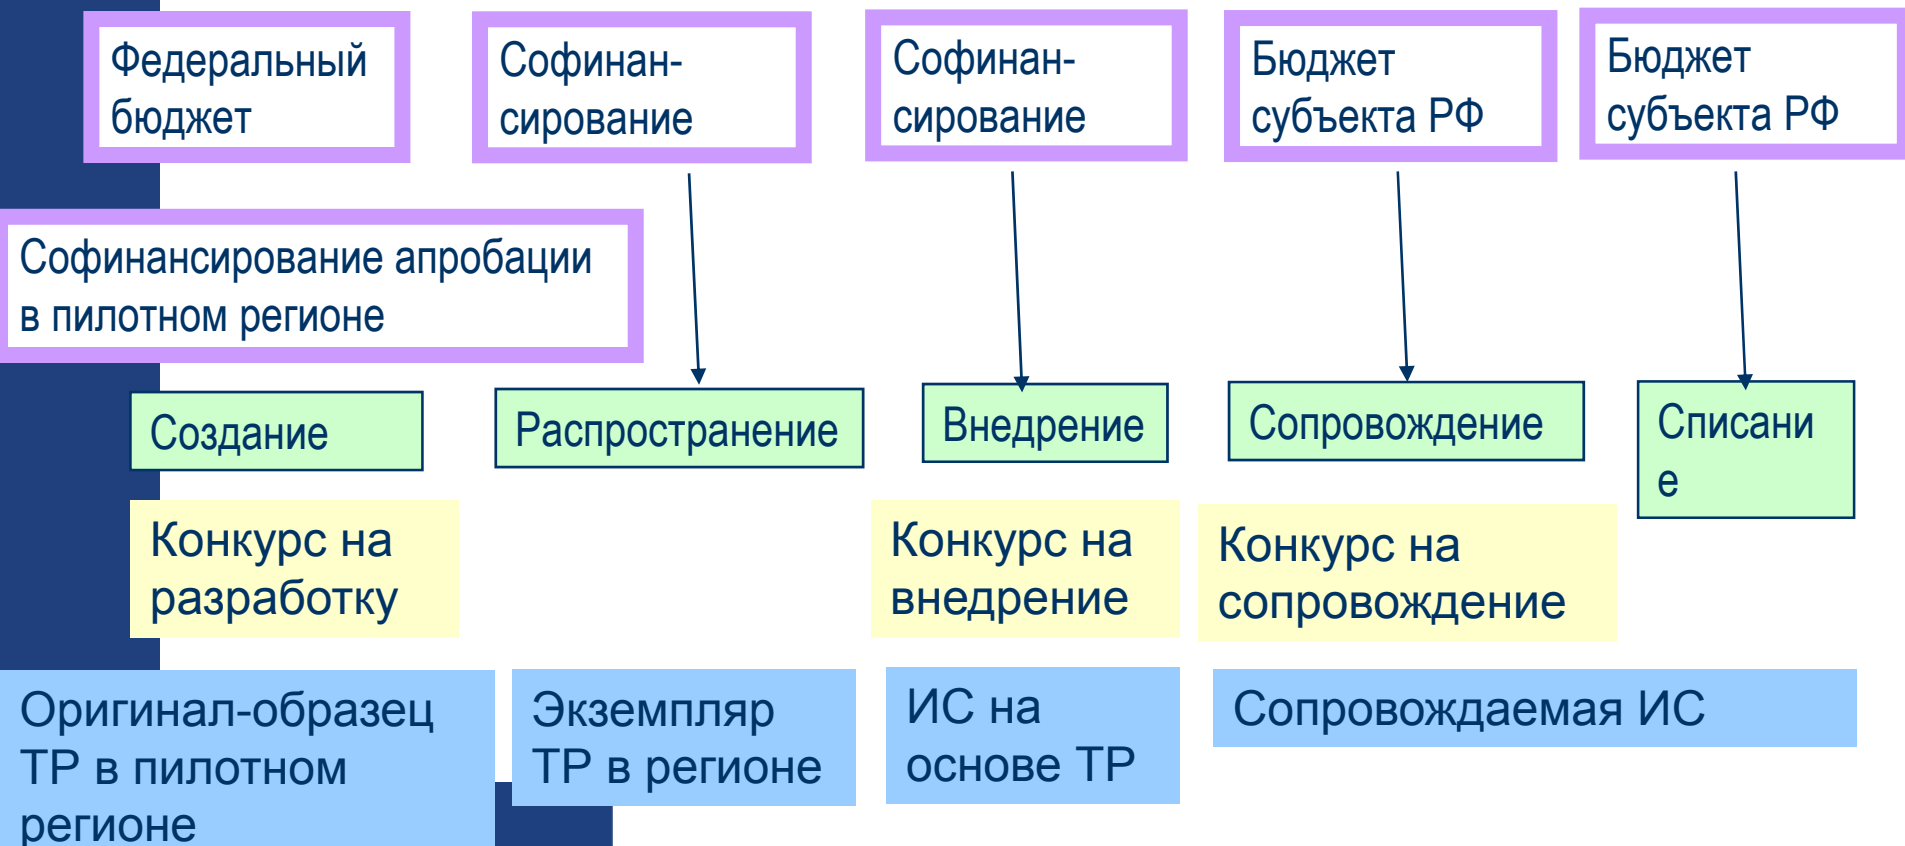 Федеральный
бюджет
Софинан-
сирование
Софинан-
сирование
Бюджет
субъекта РФ
Бюджет
субъекта РФ
Софинансирование апробации
в пилотном регионе
Создание
Распространение
Внедрение
Сопровождение
Списани
е
Конкурс на
разработку
Конкурс на
внедрение
Конкурс на
сопровождение
Оригинал-образец
ТР в пилотном
регионе
Экземпляр
ТР в регионе
ИС на
основе ТР
Сопровождаемая ИС